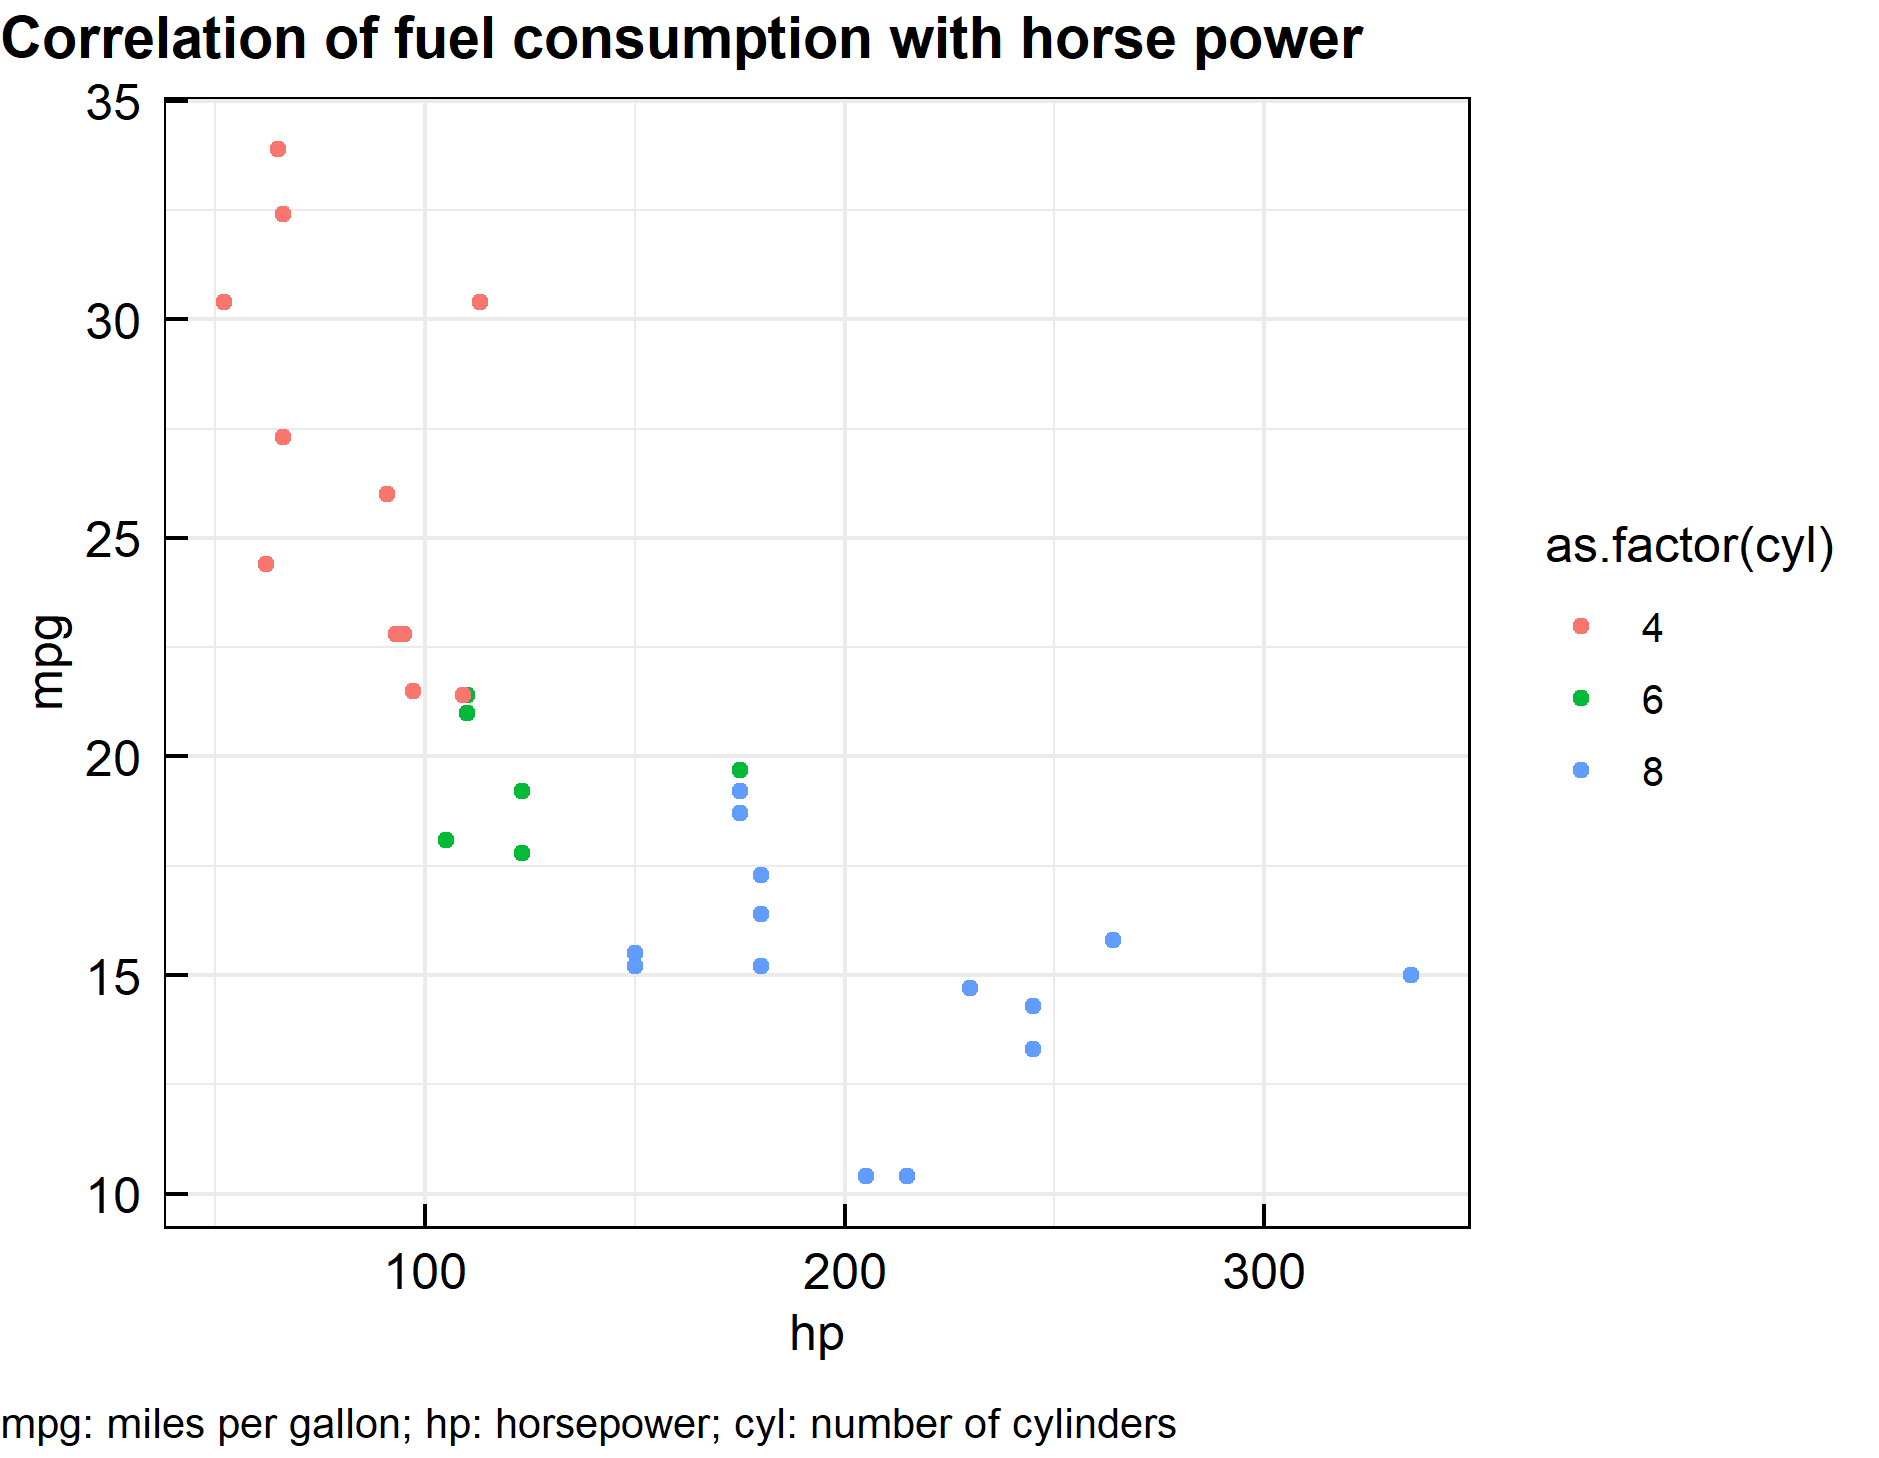 Correlation of fuel consumption with horse power
35
30
25
20
15
10
mpg
100 200 300
hp
as.factor(cyl)
4
6
8
mpg: miles per gallon; hp: horsepower; cyl: number of cylinders